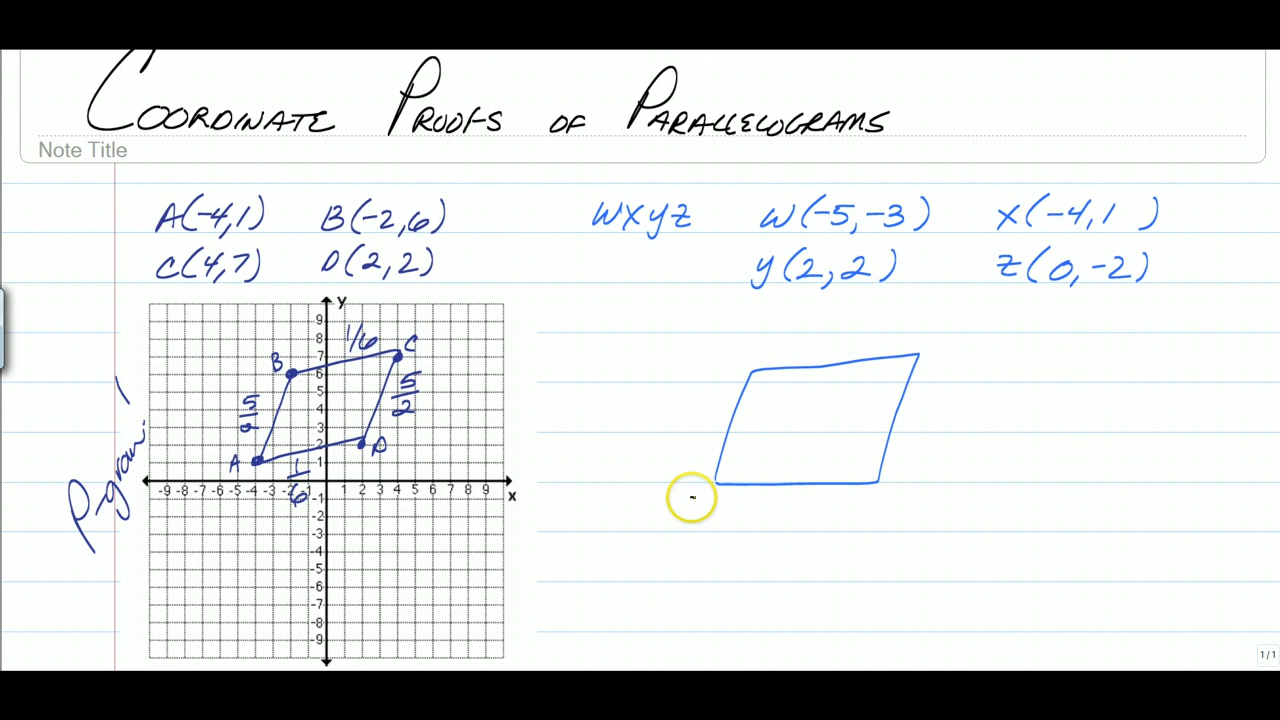 COORDINATE PROOFS OF PARALLELOGRAMS
Note Title
A(-4,1) B(-2,6) WXYZ W(-5,-3) X(-4,1 )
C(4,7) D(2,2) Y(2,2) Z(0,-2)
y
9
8 1/6 C
B 7
6
5 5/2
5 4
3
2 D
A 1 1/6
-9 -8 -7 -6 -5 -4 -3 -2 -1 1 2 3 4 5 6 7 8 9 x
-1
-2
-3
-4
-5
-6
-7
-8
-9
P-gram!
1/1